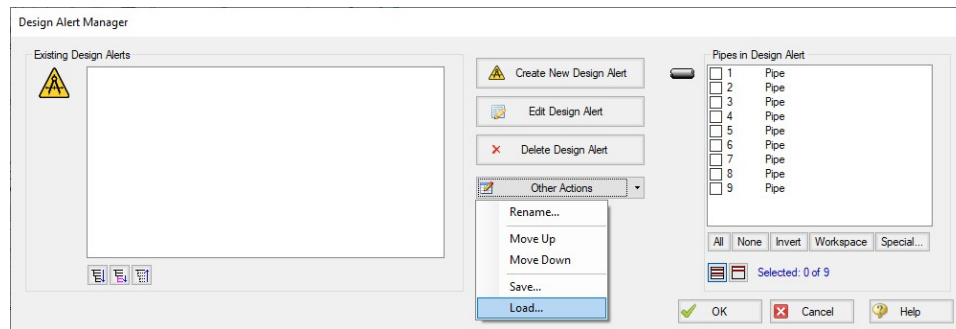 Design Alert Manager
Existing Design Alerts
Create New Design Alert
Edit Design Alert
Delete Design Alert
Other Actions
Rename...
Move Up
Move Down
Save...
Load...
Pipes in Design Alert
1 Pipe
2 Pipe
3 Pipe
4 Pipe
5 Pipe
6 Pipe
7 Pipe
8 Pipe
9 Pipe
All None Invert Workspace Special...
Selected: 0 of 9
OK Cancel Help